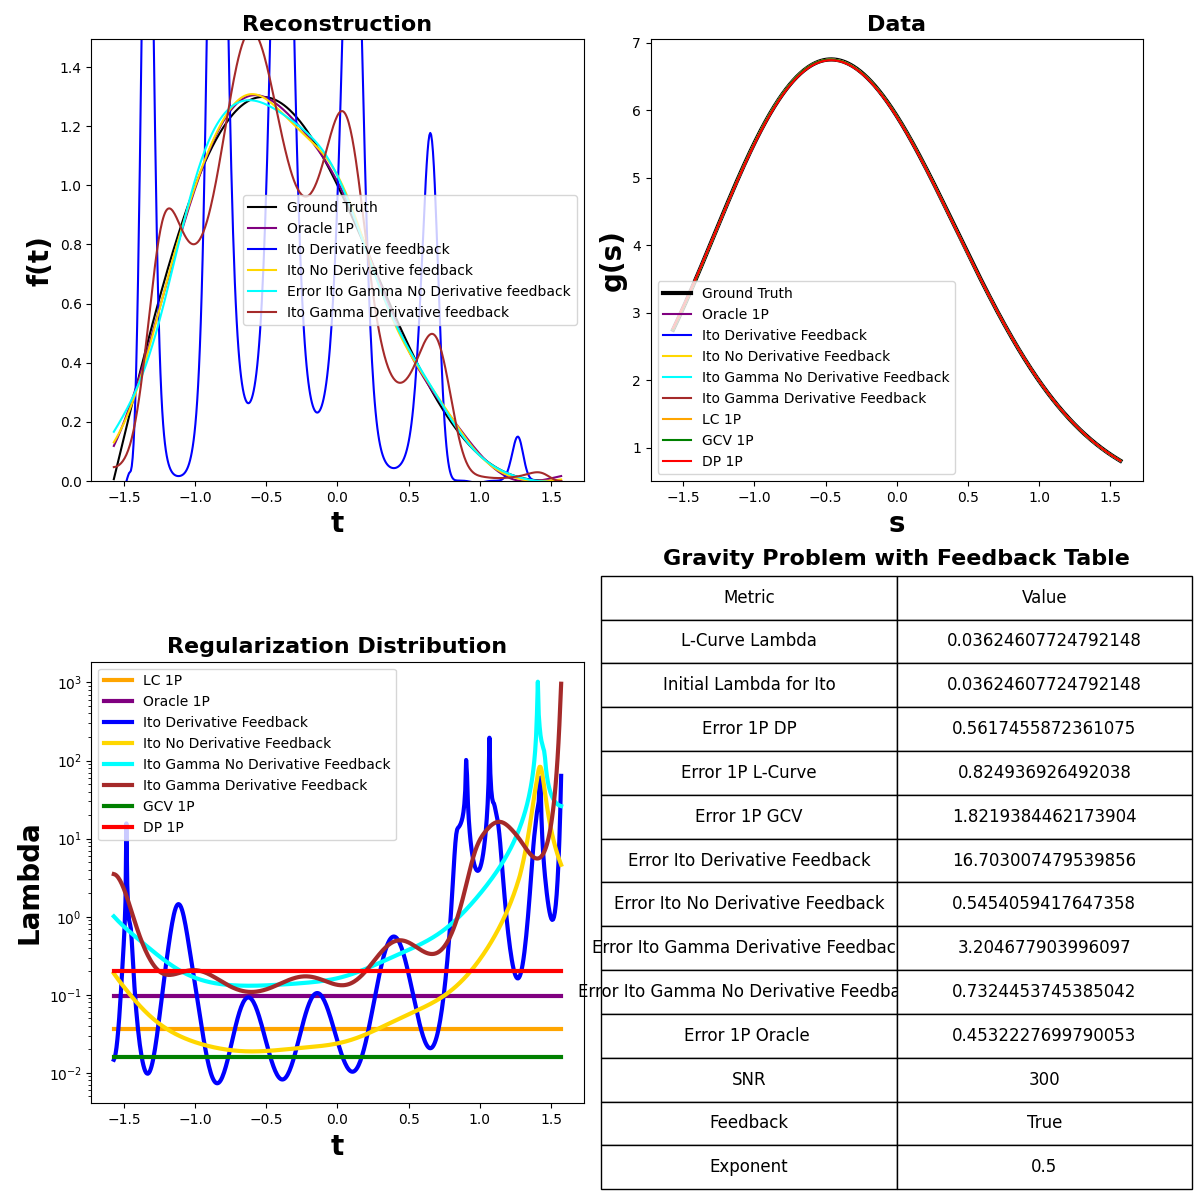 Reconstruction
f(t)
1.4
1.2
1.0
0.8
0.6
0.4
0.2
0.0
Ground Truth
Oracle 1P
Ito Derivative feedback
Ito No Derivative feedback
Error Ito Gamma No Derivative feedback
Ito Gamma Derivative feedback
−1.5 −1.0 −0.5 0.0 0.5 1.0 1.5
t
Data
g(s)
7
6
5
4
3
2
1
Ground Truth
Oracle 1P
Ito Derivative Feedback
Ito No Derivative Feedback
Ito Gamma No Derivative Feedback
Ito Gamma Derivative Feedback
LC 1P
GCV 1P
DP 1P
−1.5 −1.0 −0.5 0.0 0.5 1.0 1.5
s
Regularization Distribution
Lambda
10³
10²
10¹
10⁰
10⁻¹
10⁻²
LC 1P
Oracle 1P
Ito Derivative Feedback
Ito No Derivative Feedback
Ito Gamma No Derivative Feedback
Ito Gamma Derivative Feedback
GCV 1P
DP 1P
−1.5 −1.0 −0.5 0.0 0.5 1.0 1.5
t
Gravity Problem with Feedback Table
Metric Value
L-Curve Lambda 0.03624607724792148
Initial Lambda for Ito 0.03624607724792148
Error 1P DP 0.5617455872361075
Error 1P L-Curve 0.824936926492038
Error 1P GCV 1.8219384462173904
Error Ito Derivative Feedback 16.703007479539856
Error Ito No Derivative Feedback 0.5454059417647358
Error Ito Gamma Derivative Feedbac 3.204677903996097
Error Ito Gamma No Derivative Feedba 0.7324453745385042
Error 1P Oracle 0.4532227699790053
SNR 300
Feedback True
Exponent 0.5